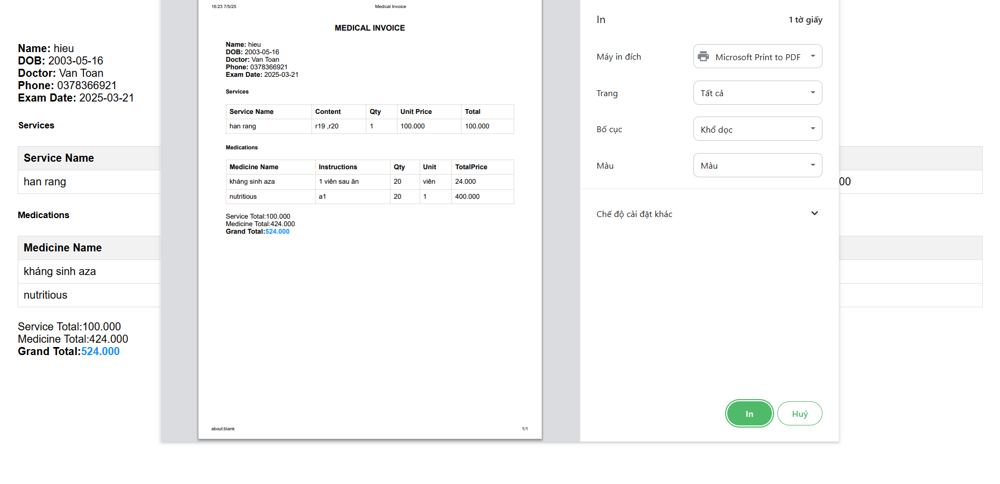 Name: hieu
DOB: 2003-05-16
Doctor: Van Toan
Phone: 0378366921
Exam Date: 2025-03-21
Services
Service Name
han rang
00
Medications
Medicine Name
kháng sinh aza
nutritious
Service Total:100.000
Medicine Total:424.000
Grand Total:524.000
16:23 7/5/25 Medical Invoice
MEDICAL INVOICE
Name: hieu
DOB: 2003-05-16
Doctor: Van Toan
Phone: 0378366921
Exam Date: 2025-03-21
Services
Service Name Content Qty Unit Price Total
han rang r19 ,r20 1 100.000 100.000
Medications
Medicine Name Instructions Qty Unit TotalPrice
kháng sinh aza 1 viên sau ăn 20 viên 24.000
nutritious a1 20 1 400.000
Service Total:100.000
Medicine Total:424.000
Grand Total:524.000
about:blank 1/1
In 1 tờ giấy
Máy in đích Microsoft Print to PDF
Trang Tất cả
Bố cục Khổ dọc
Màu Màu
Chế độ cài đặt khác
In Huỷ